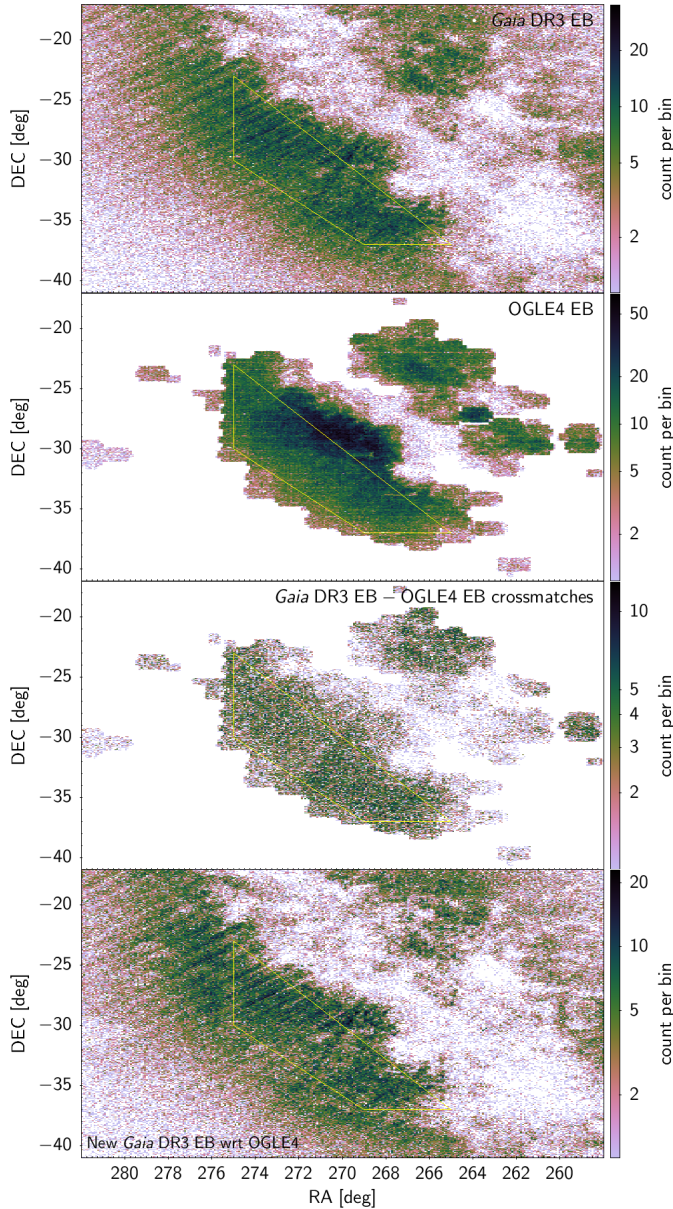 Gaia DR3 EB
−20
−25
−30
−35
−40
DEC [deg]
20
10
5
2
count per bin
OGLE4 EB
−20
−25
−30
−35
−40
DEC [deg]
50
20
10
5
2
count per bin
Gaia DR3 EB − OGLE4 EB crossmatches
−20
−25
−30
−35
−40
DEC [deg]
10
5
4
3
2
count per bin
New Gaia DR3 EB wrt OGLE4
−20
−25
−30
−35
−40
DEC [deg]
20
10
5
2
count per bin
280 278 276 274 272 270 268 266 264 262 260
RA [deg]